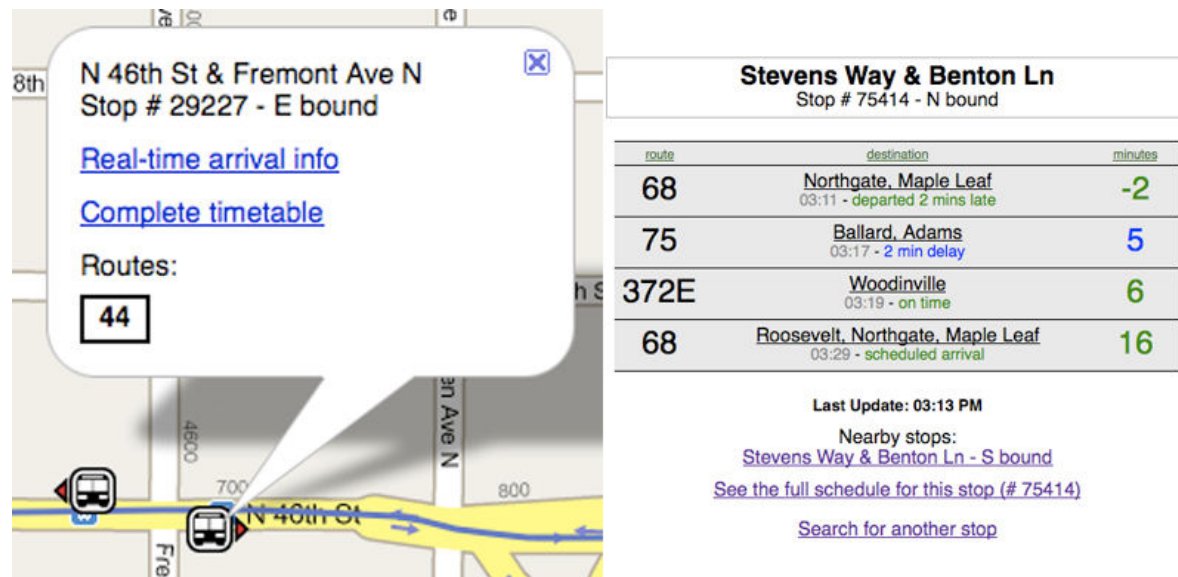 8th
N 46th St & Fremont Ave N
Stop # 29227 - E bound
Real-time arrival info
Complete timetable
Routes:
44
4600
700
N 46th St
800
Ave N
Fre
Stevens Way & Benton Ln
Stop # 75414 - N bound
route destination minutes
68 Northgate, Maple Leaf -2
03:11 - departed 2 mins late
75 Ballard, Adams 5
03:17 - 2 min delay
372E Woodinville 6
03:19 - on time
68 Roosevelt, Northgate, Maple Leaf 16
03:29 - scheduled arrival
Last Update: 03:13 PM
Nearby stops:
Stevens Way & Benton Ln - S bound
See the full schedule for this stop (# 75414)
Search for another stop